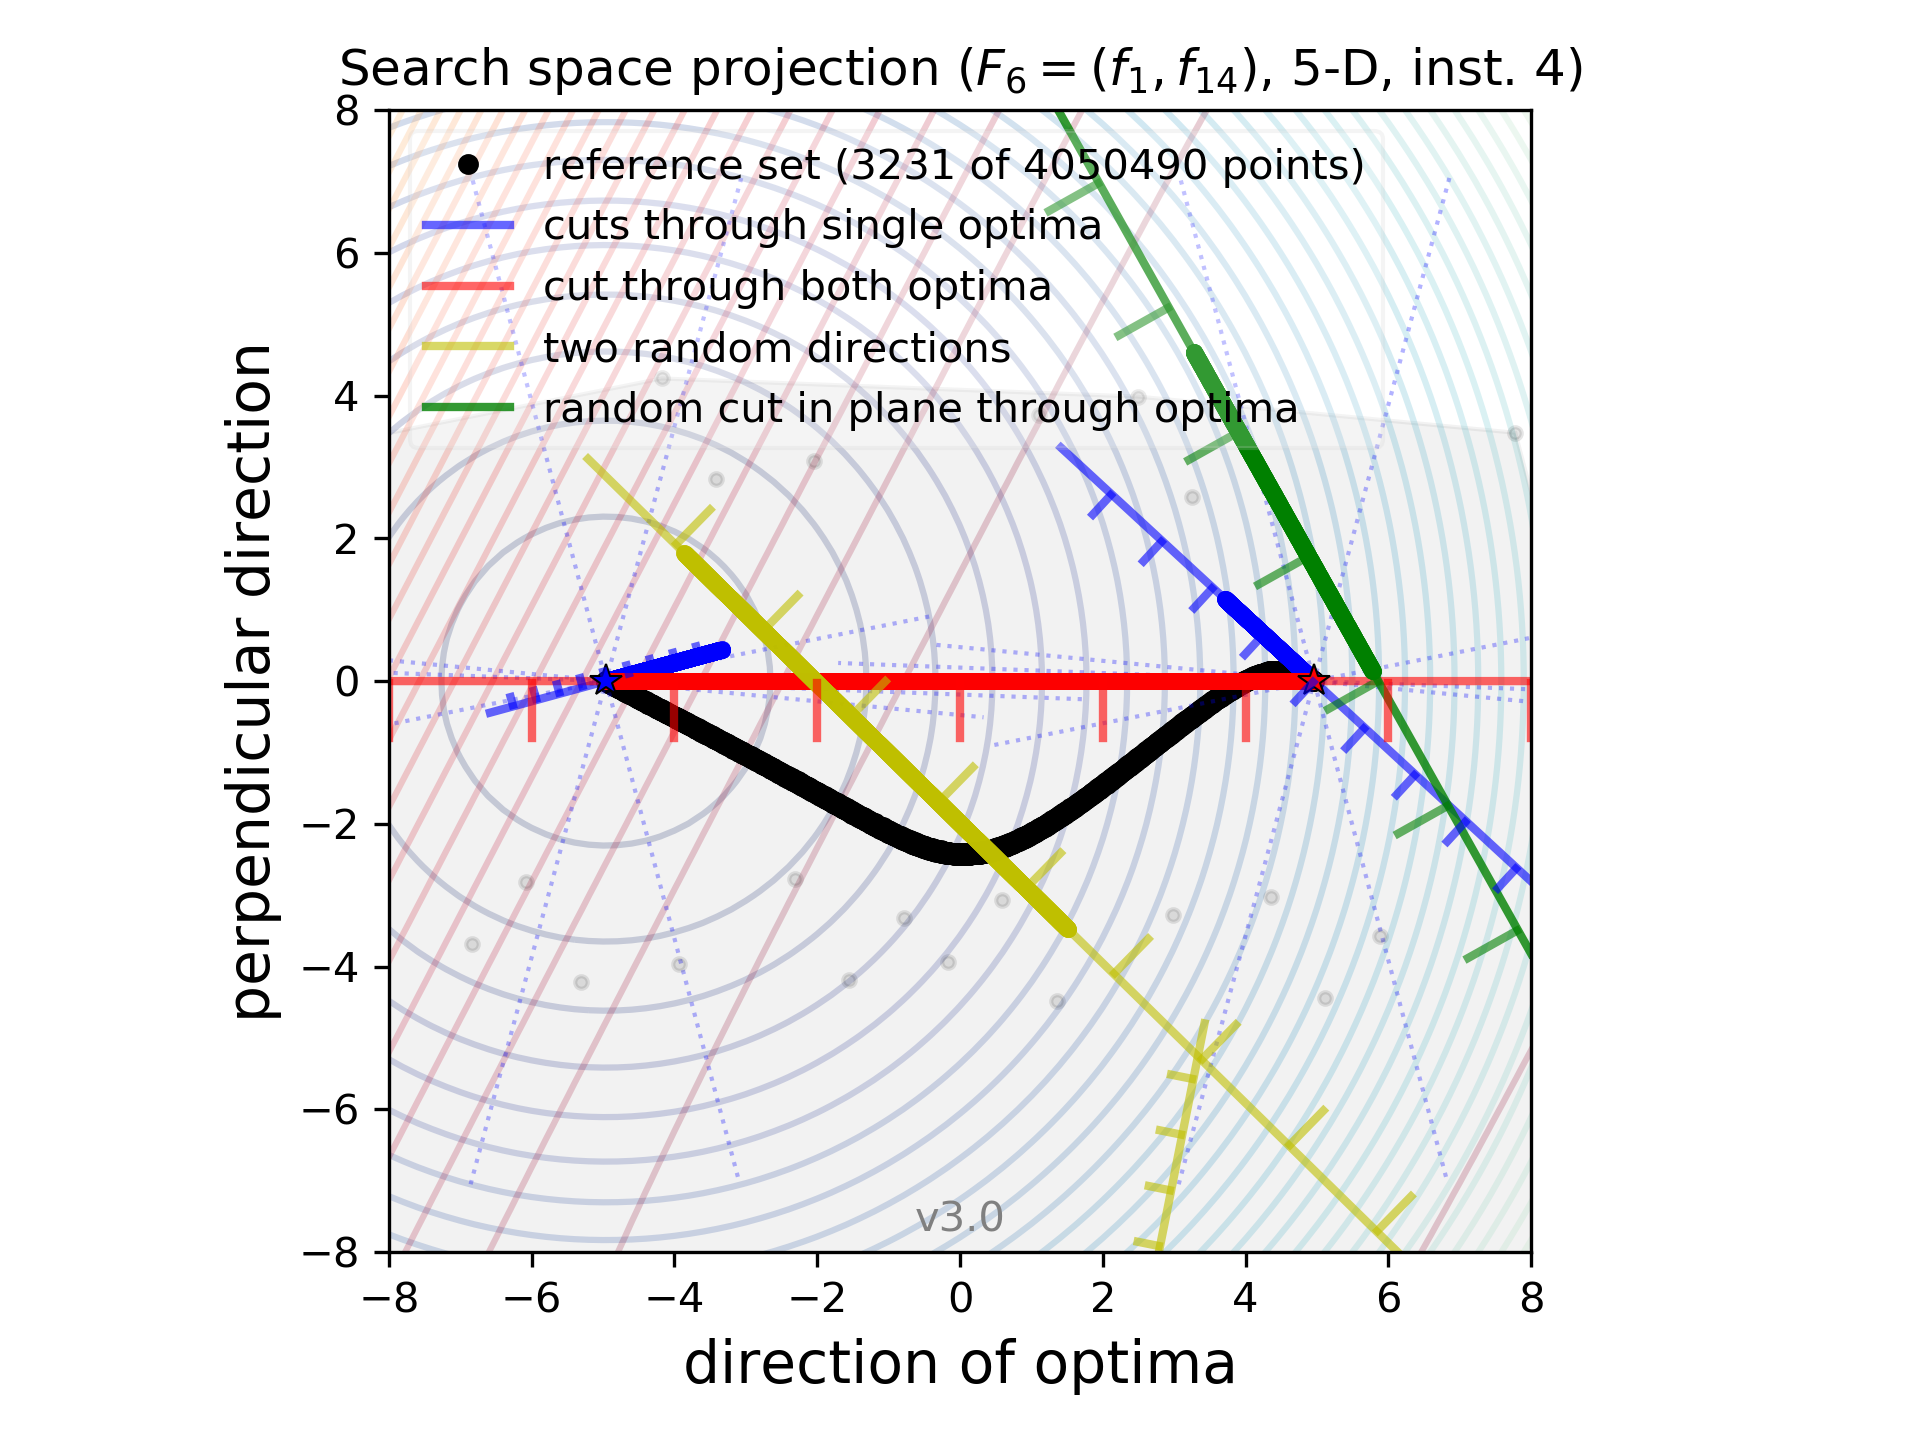 Search space projection (F₆ = (f₁, f₁₄), 5-D, inst. 4)
8
6
4
2
0
−2
−4
−6
−8
perpendicular direction
reference set (3231 of 4050490 points)
cuts through single optima
cut through both optima
two random directions
random cut in plane through optima
v3.0
−8 −6 −4 −2 0 2 4 6 8
direction of optima